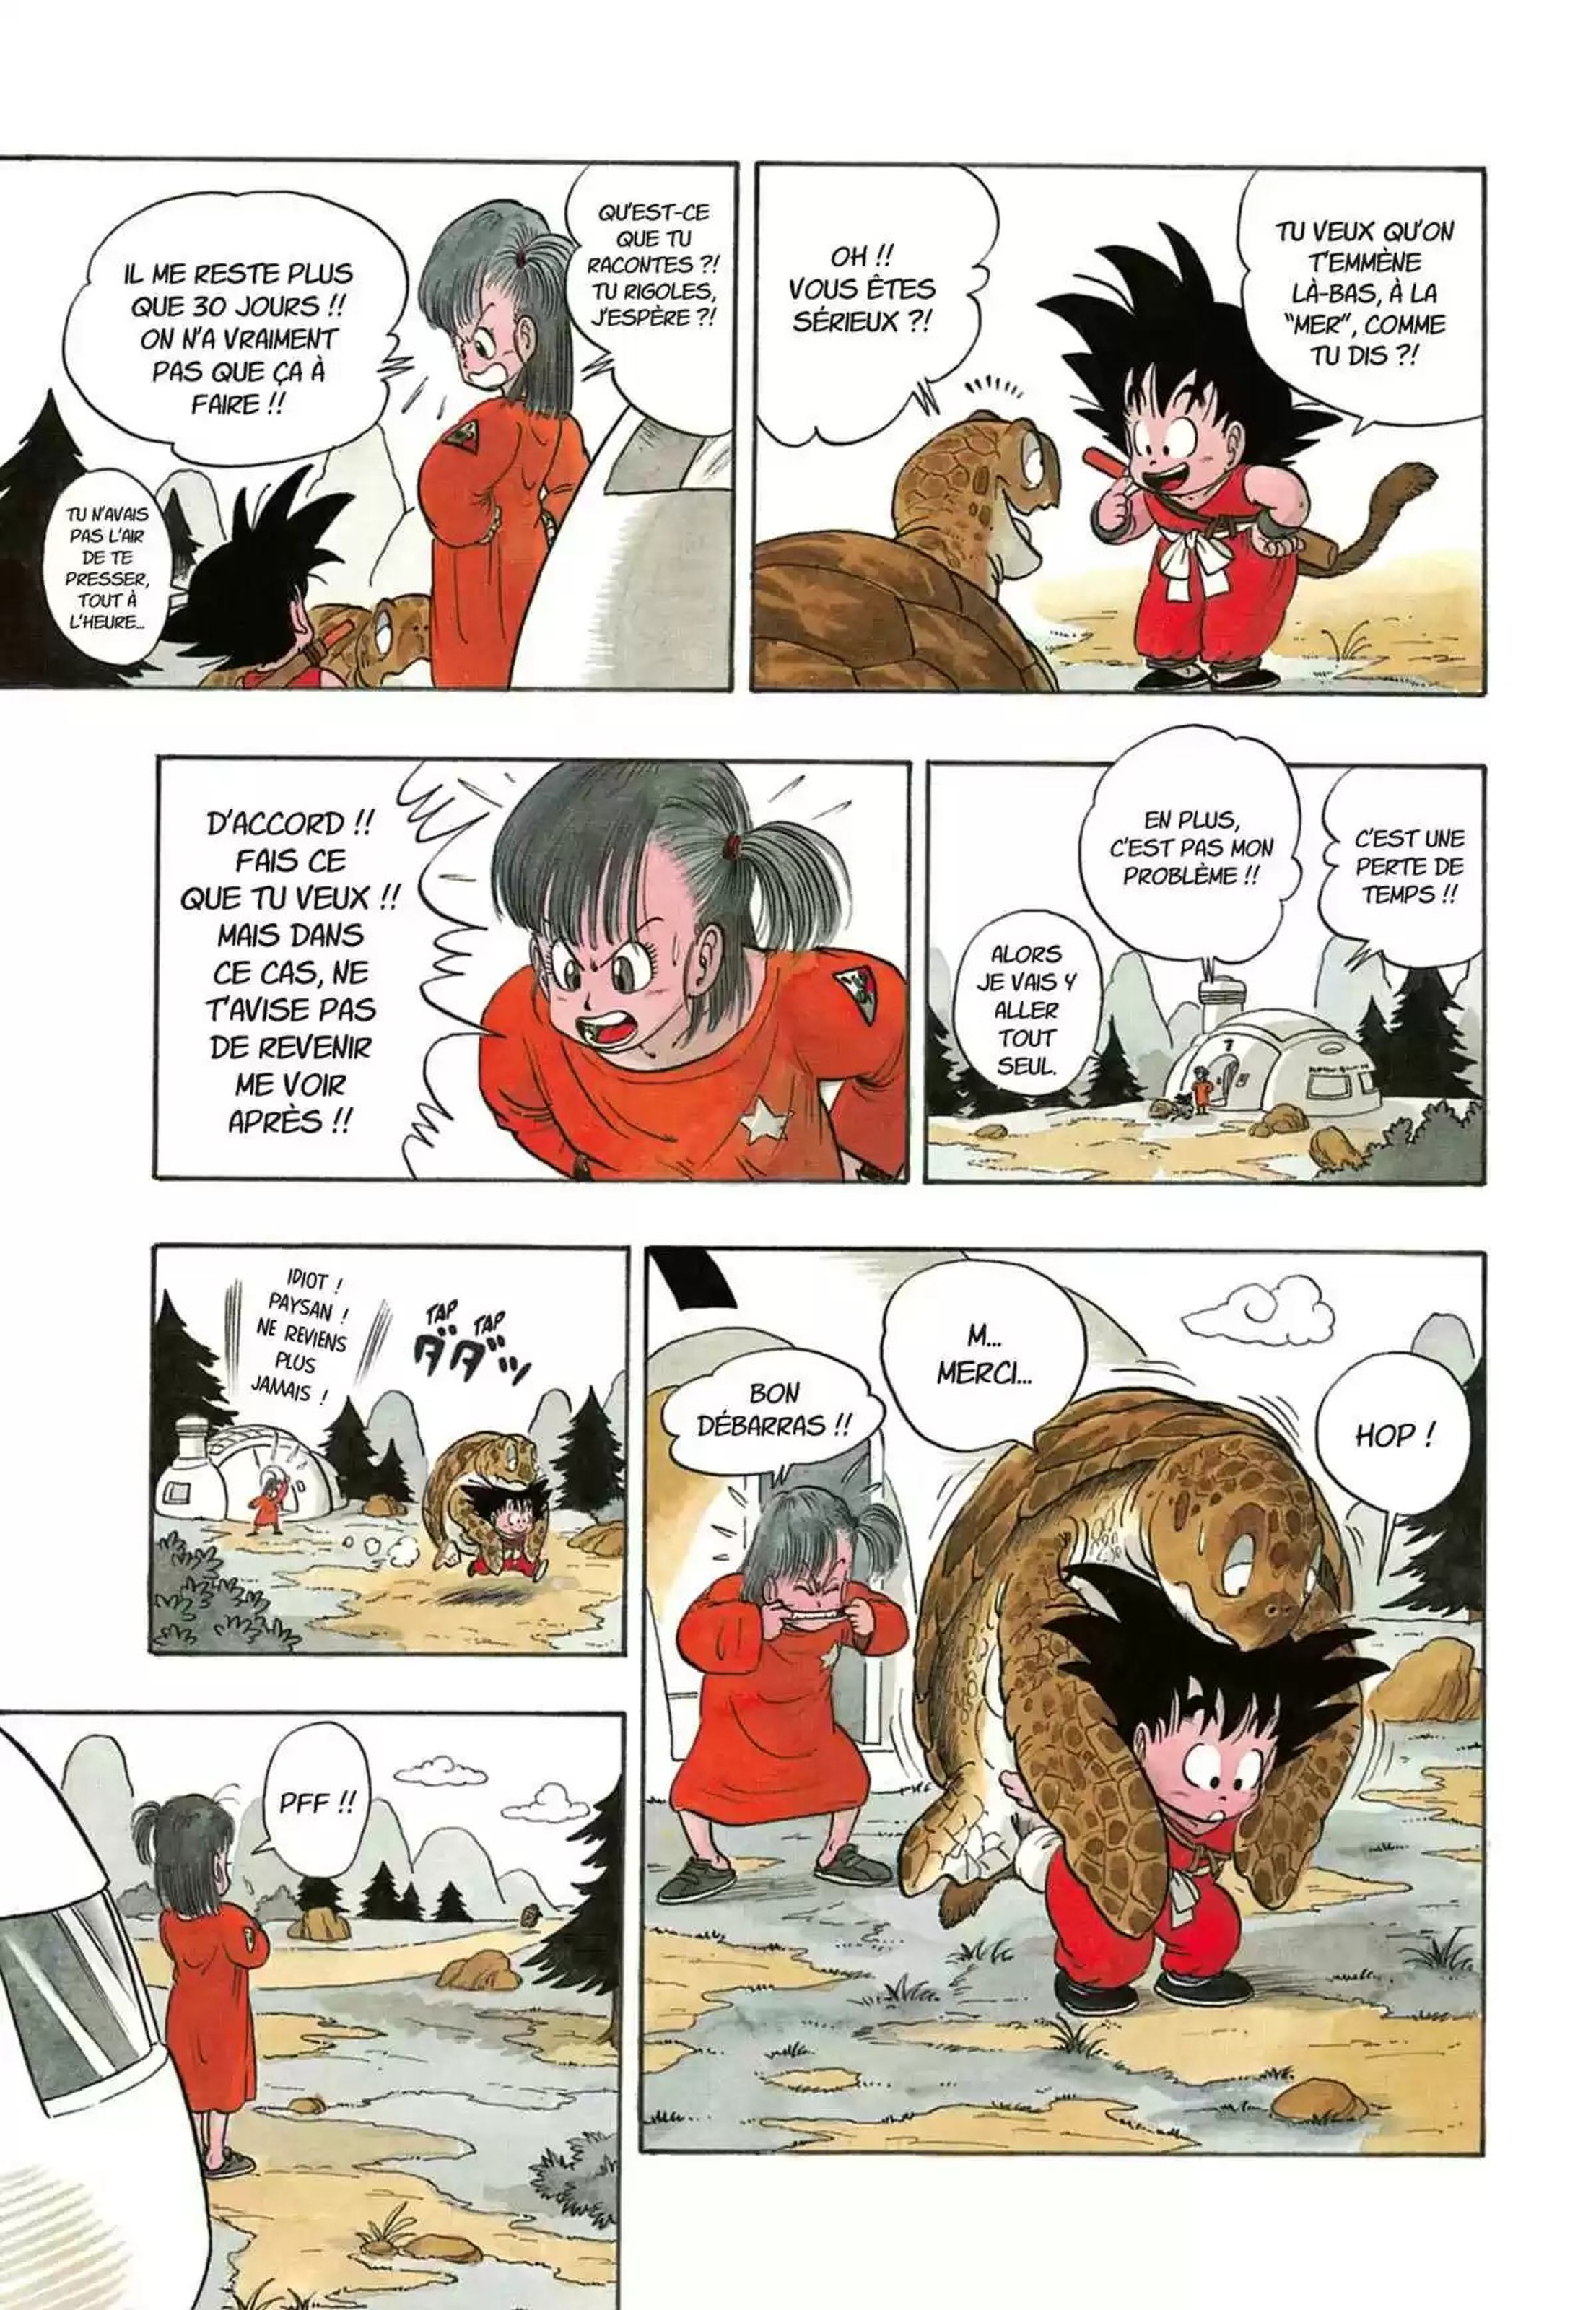 TU VEUX QU'ON
T'EMMÈNE
LÀ-BAS, À LA
"MER", COMME
TU DIS ?!
OH !!
VOUS ÊTES
SÉRIEUX ?!
QU'EST-CE
QUE TU
RACONTES ?!
TU RIGOLES,
J'ESPÈRE ?!
IL ME RESTE PLUS
QUE 30 JOURS !!
ON N'A VRAIMENT
PAS QUE ÇA À
FAIRE !!
TU N'AVAIS
PAS L'AIR
DE TE
PRESSER,
TOUT À
L'HEURE...
C'EST UNE
PERTE DE
TEMPS !!
EN PLUS,
C'EST PAS MON
PROBLÈME !!
ALORS
JE VAIS Y
ALLER
TOUT
SEUL.
7
D'ACCORD !!
FAIS CE
QUE TU VEUX !!
MAIS DANS
CE CAS, NE
T'AVISE PAS
DE REVENIR
ME VOIR
APRÈS !!
HOP !
M...
MERCI...
BON
DÉBARRAS !!
TAP
TAP
ダダッ
IDIOT !
PAYSAN !
NE REVIENS
PLUS
JAMAIS !
PFF !!